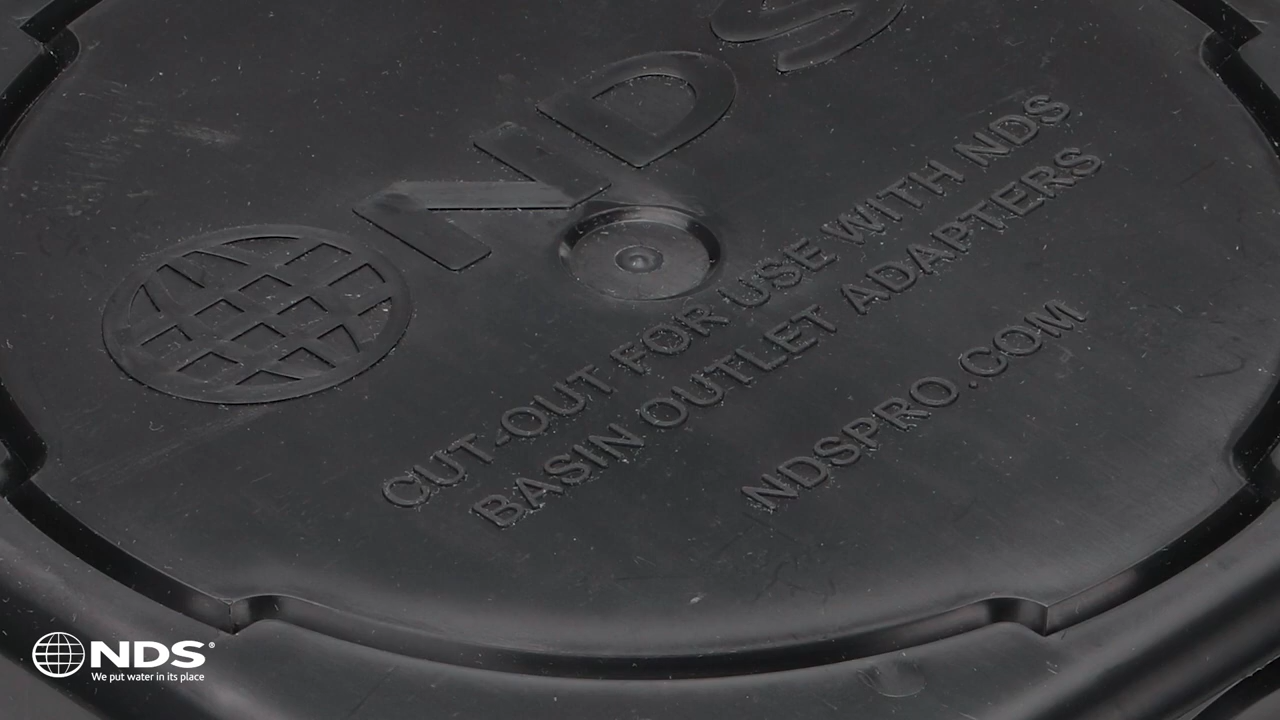 NDS
CUT-OUT FOR USE WITH NDS
BASIN OUTLET ADAPTERS
NDSPRO.COM
NDS®
We put water in its place